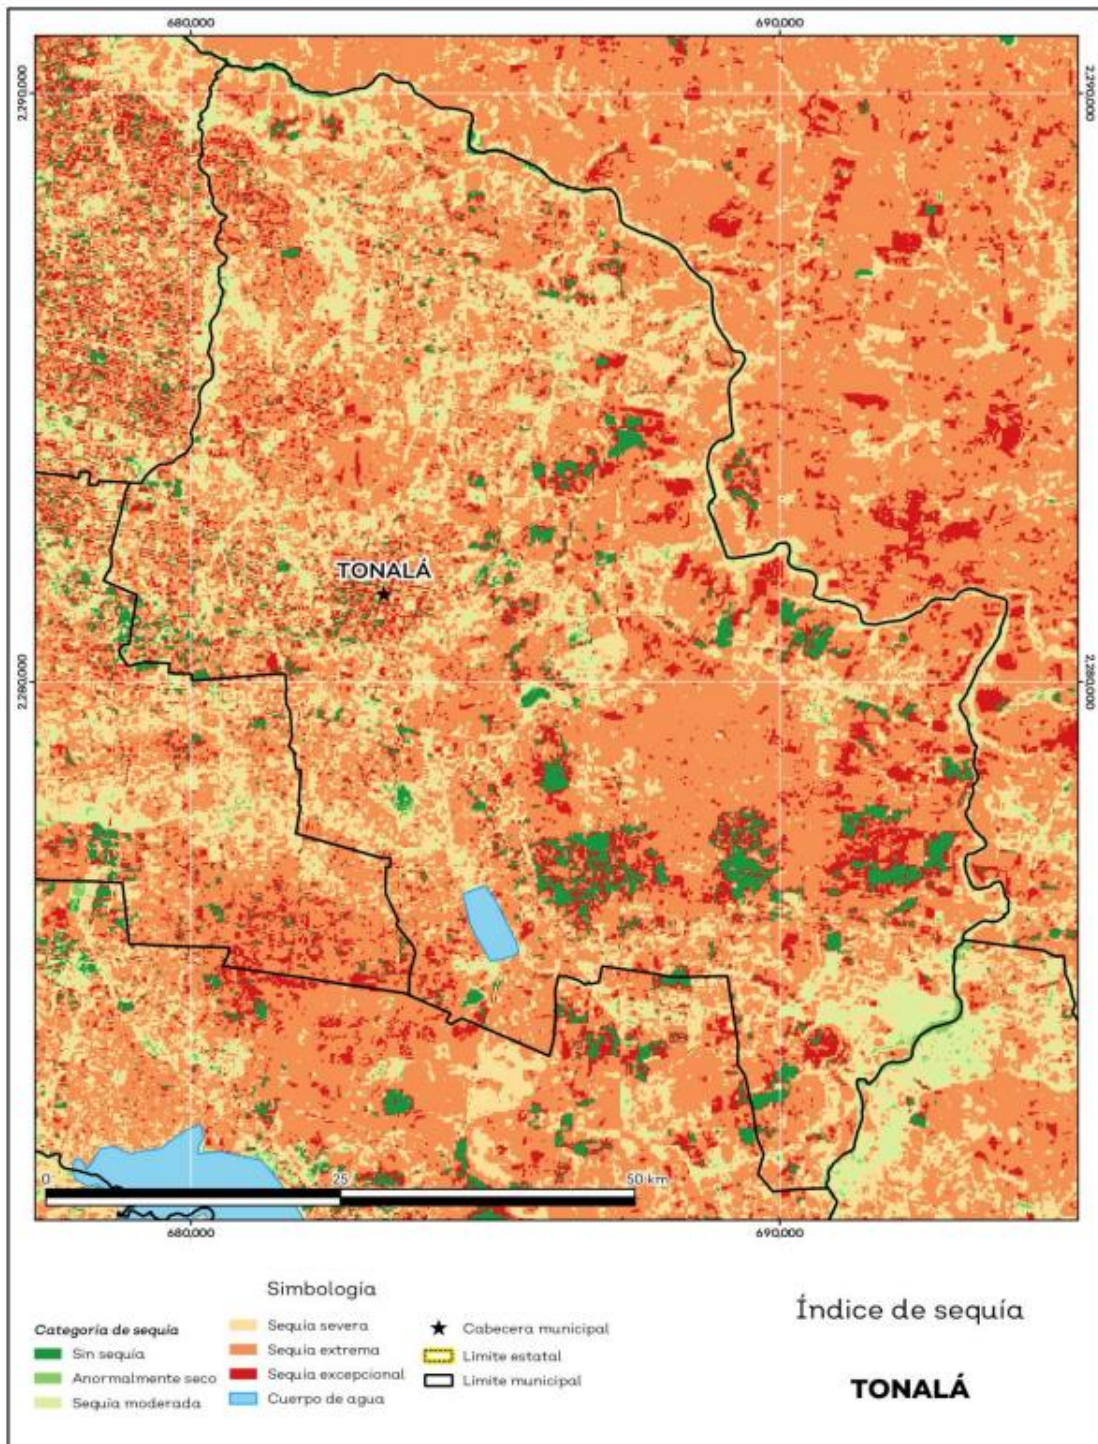 680,000
690,000
2,290,000
2,290,000
TONALÁ
2,280,000
2,280,000
0
25
50 km
680,000
690,000
Simbología
Categoría de sequía
Sin sequía
Anormalmente seco
Sequía moderada
Sequía severa
Sequía extrema
Sequía excepcional
Cuerpo de agua
Cabecera municipal
Limite estatal
Limite municipal
Índice de sequía
TONALÁ